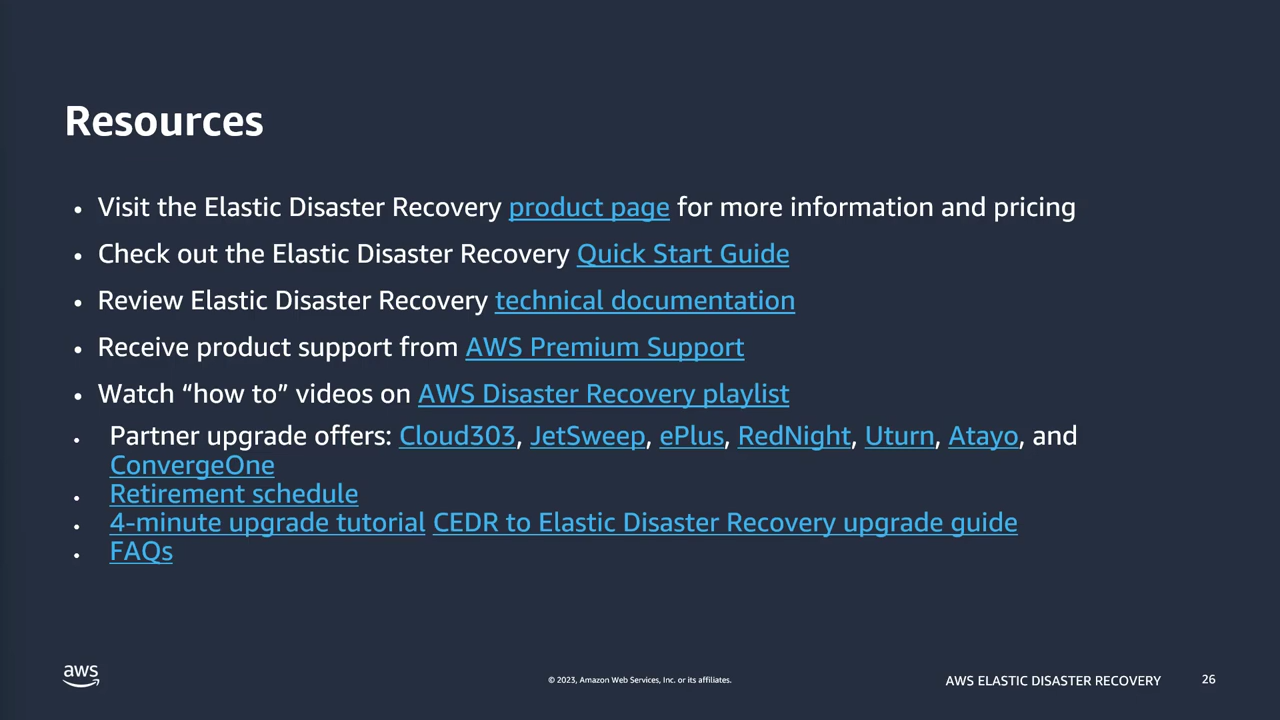 Resources
• Visit the Elastic Disaster Recovery product page for more information and pricing
• Check out the Elastic Disaster Recovery Quick Start Guide
• Review Elastic Disaster Recovery technical documentation
• Receive product support from AWS Premium Support
• Watch “how to” videos on AWS Disaster Recovery playlist
• Partner upgrade offers: Cloud303, JetSweep, ePlus, RedNight, Uturn, Atayo, and
ConvergeOne
• Retirement schedule
• 4-minute upgrade tutorial CEDR to Elastic Disaster Recovery upgrade guide
• FAQs
aws
© 2023, Amazon Web Services, Inc. or its affiliates.
AWS ELASTIC DISASTER RECOVERY
26